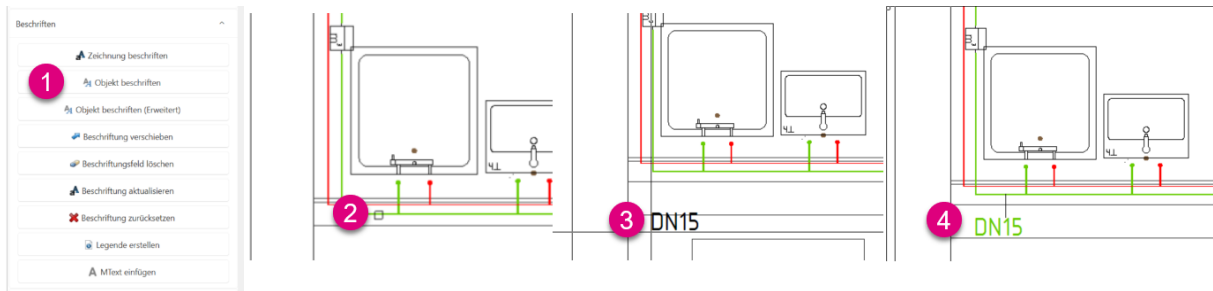 Beschriften
Zeichnung beschriften
1
Objekt beschriften
Objekt beschriften (Erweitert)
Beschriftung verschieben
Beschriftungsfeld löschen
Beschriftung aktualisieren
Beschriftung zurücksetzen
Legende erstellen
MText einfügen
2
3
DN15
4
DN15